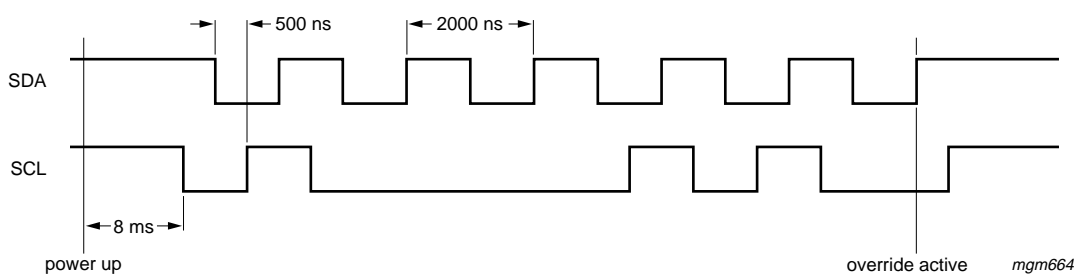 500 ns
2000 ns
SDA
SCL
8 ms
power up
override active
mgm664